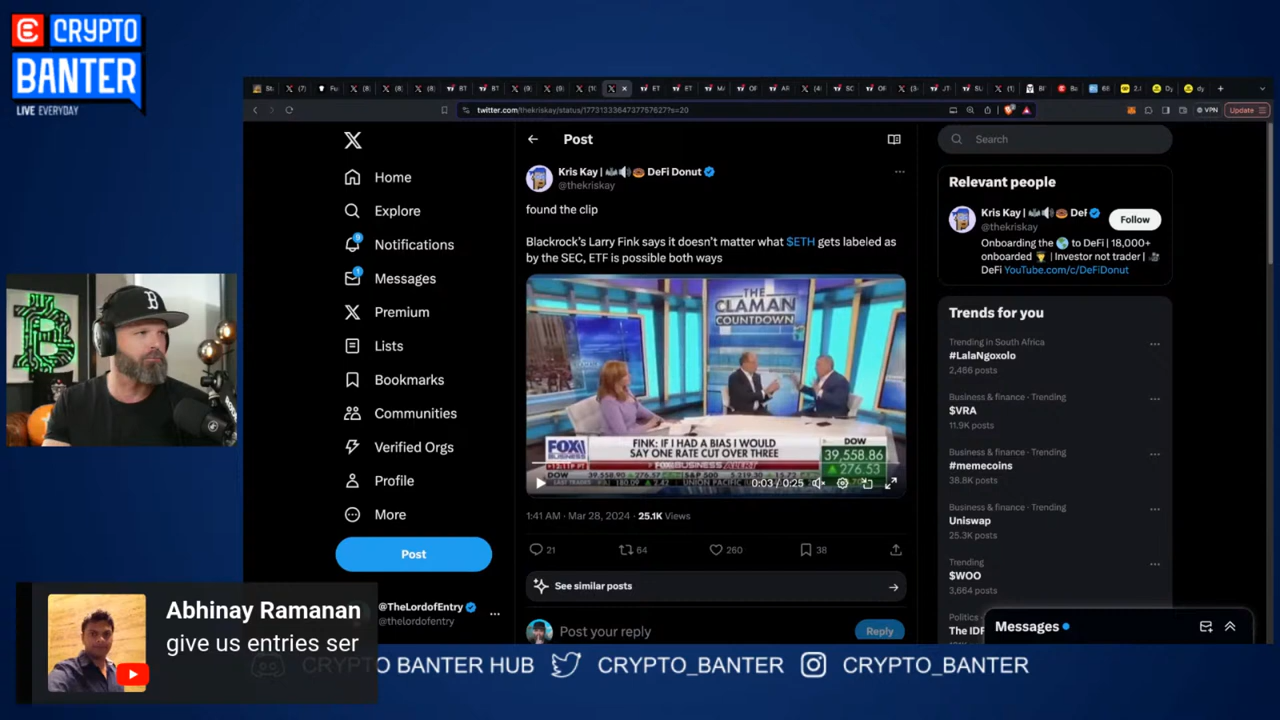 CRYPTO
BANTER
LIVE EVERYDAY
twitter.com/thekriskay/status/1773133364737757627?s=20
VPN
Update
Home
Explore
Notifications
Messages
Premium
Lists
Bookmarks
Communities
Verified Orgs
Profile
More
Post
@TheLordofEntry
@thelordofentry
Post
Kris Kay | DeFi Donut
@thekriskay
found the clip
Blackrock's Larry Fink says it doesn't matter what $ETH gets labeled as
by the SEC, ETF is possible both ways
THE
CLAMAN
COUNTDOWN
FOX
BUSINESS
FINK: IF I HAD A BIAS I WOULD
SAY ONE RATE CUT OVER THREE
DOW
39,558.86
276.53
0:03 / 0:25
1:41 AM · Mar 28, 2024 · 25.1K Views
21
64
260
38
See similar posts
Post your reply
Reply
Search
Relevant people
Kris Kay | Def
@thekriskay
Follow
Onboarding the to DeFi | 18,000+
onboarded | Investor not trader |
DeFi YouTube.com/c/DeFiDonut
Trends for you
Trending in South Africa
#LalaNgoxolo
2,466 posts
Business & finance · Trending
$VRA
11.9K posts
Business & finance · Trending
#memecoins
38.8K posts
Business & finance · Trending
Uniswap
25.3K posts
Trending
$WOO
3,664 posts
Politics ·
The IDF
Messages
Abhinay Ramanan
give us entries ser
CRYPTO BANTER HUB
CRYPTO_BANTER
CRYPTO_BANTER